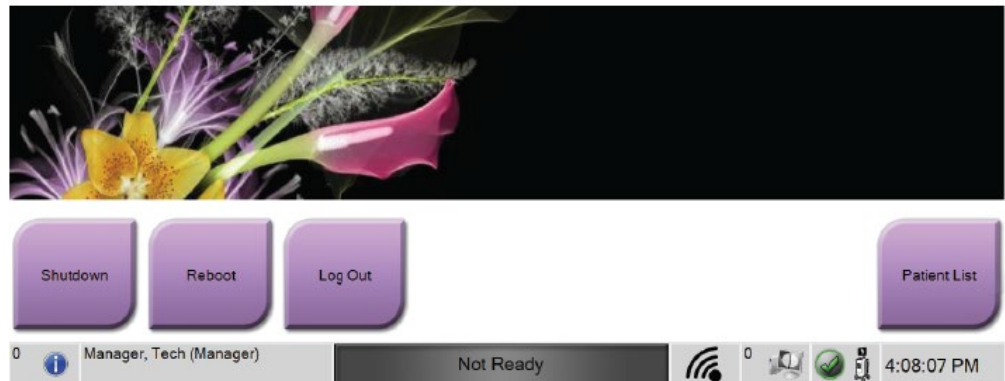 Shutdown
Reboot
Log Out
Patient List
0
Manager, Tech (Manager)
Not Ready
0
4:08:07 PM